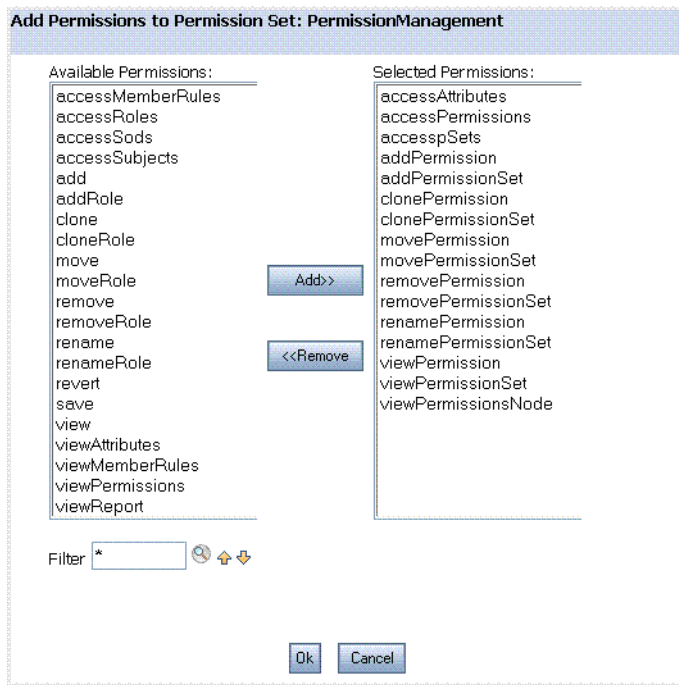 Add Permissions to Permission Set: PermissionManagement
Available Permissions:
accessMemberRules
accessRoles
accessSods
accessSubjects
add
addRole
clone
cloneRole
move
moveRole
remove
removeRole
rename
renameRole
revert
save
view
viewAttributes
viewMemberRules
viewPermissions
viewReport
Add>>
<<Remove
Selected Permissions:
accessAttributes
accessPermissions
accesspSets
addPermission
addPermissionSet
clonePermission
clonePermissionSet
movePermission
movePermissionSet
removePermission
removePermissionSet
renamePermission
renamePermissionSet
viewPermission
viewPermissionSet
viewPermissionsNode
Filter *
Ok Cancel